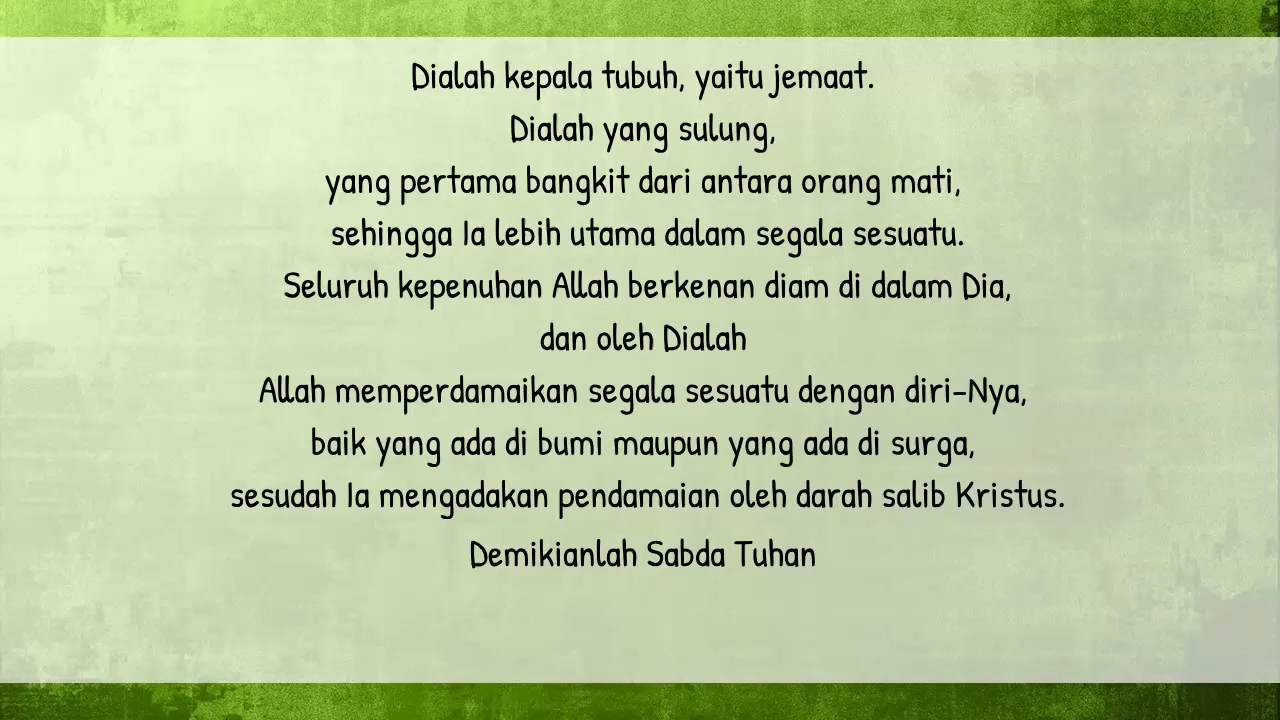 Dialah kepala tubuh, yaitu jemaat.
Dialah yang sulung,
yang pertama bangkit dari antara orang mati,
sehingga Ia lebih utama dalam segala sesuatu.
Seluruh kepenuhan Allah berkenan diam di dalam Dia,
dan oleh Dialah
Allah memperdamaikan segala sesuatu dengan diri-Nya,
baik yang ada di bumi maupun yang ada di surga,
sesudah Ia mengadakan pendamaian oleh darah salib Kristus.
Demikianlah Sabda Tuhan